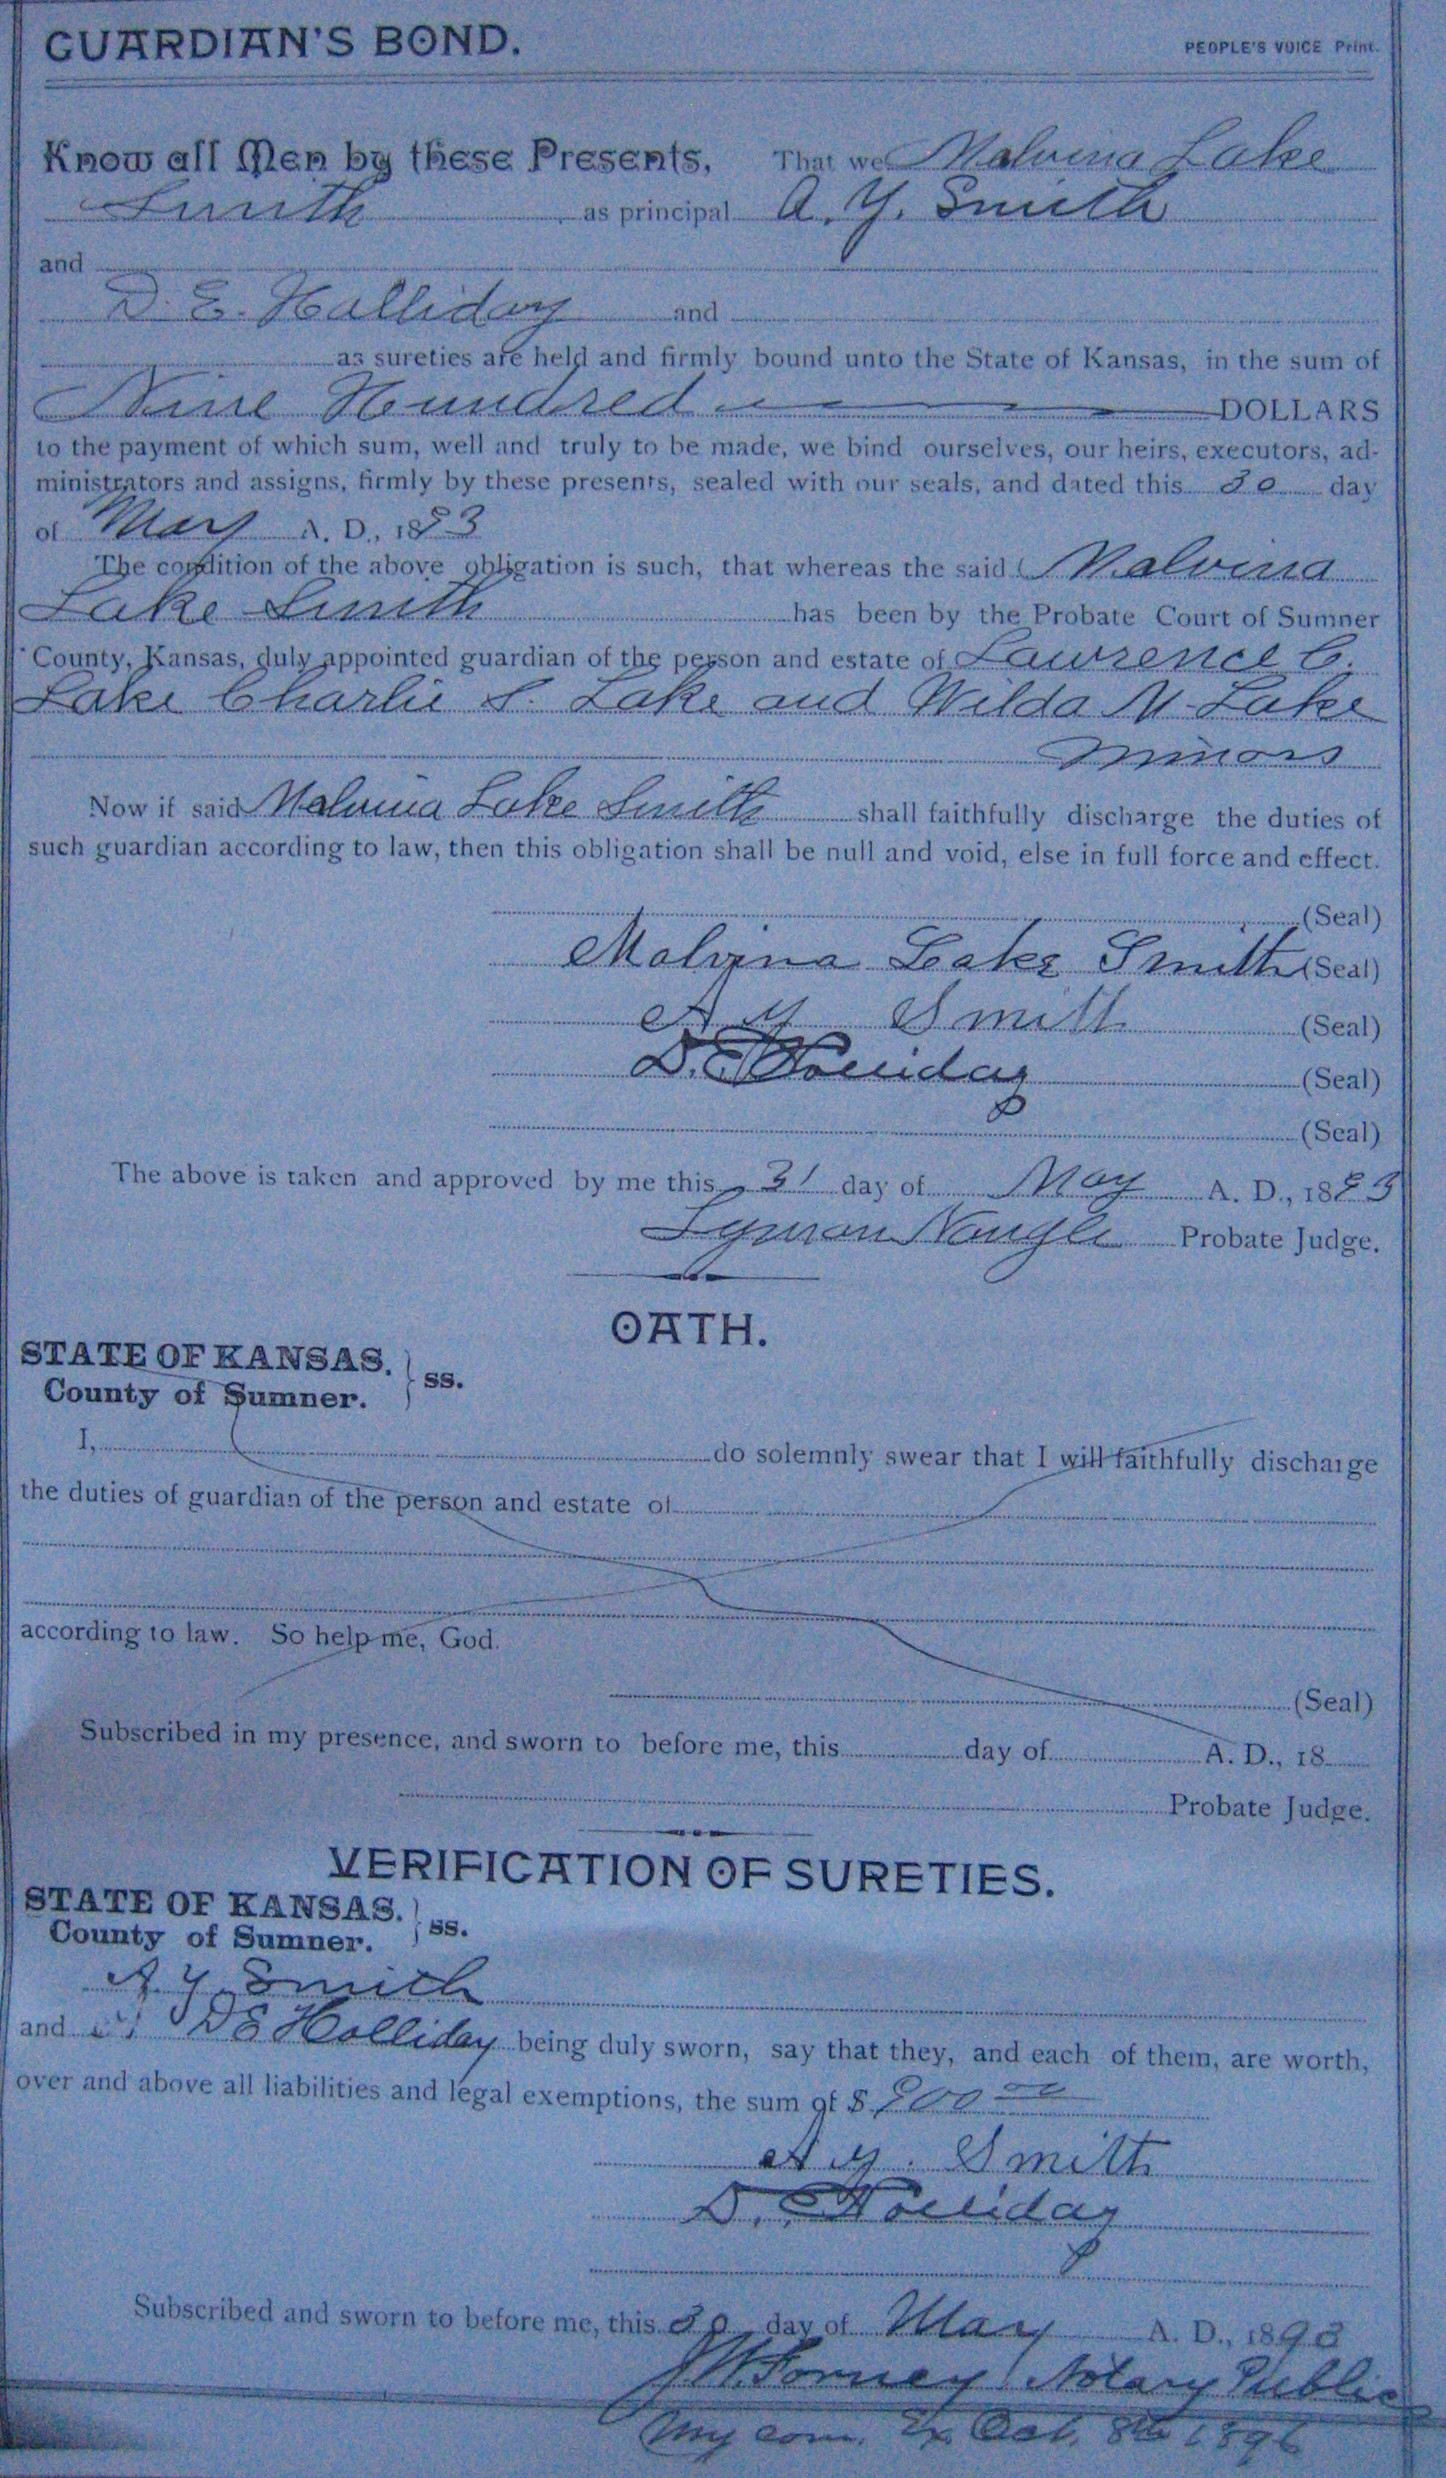 GUARDIAN'S BOND.
PEOPLE'S VOICE Print.
Know all Men by these Presents, That we Malvina Lake
Smith as principal A. Y. Smith
and
D. E. Halliday and
as sureties are held and firmly bound unto the State of Kansas, in the sum of
Nine Hundred DOLLARS
to the payment of which sum, well and truly to be made, we bind ourselves, our heirs, executors, ad-
ministrators and assigns, firmly by these presents, sealed with our seals, and dated this 30 day
of May A. D., 1893
The condition of the above obligation is such, that whereas the said Malvina
Lake Smith has been by the Probate Court of Sumner
County, Kansas, duly appointed guardian of the person and estate of Lawrence C.
Lake Charlie S. Lake and Wilda M. Lake
minors
Now if said Malvina Lake Smith shall faithfully discharge the duties of
such guardian according to law, then this obligation shall be null and void, else in full force and effect.
(Seal)
Malvina Lake Smith (Seal)
A Y Smith (Seal)
D. E. Holliday (Seal)
(Seal)
The above is taken and approved by me this 31 day of May A. D., 1893
Lyman Naugle Probate Judge.
OATH.
STATE OF KANSAS. } ss.
County of Sumner.
I, do solemnly swear that I will faithfully discharge
the duties of guardian of the person and estate of
according to law. So help me, God.
(Seal)
Subscribed in my presence, and sworn to before me, this day of A. D., 18
Probate Judge.
VERIFICATION OF SURETIES.
STATE OF KANSAS. } ss.
County of Sumner.
A. Y. Smith
and D E Holliday being duly sworn, say that they, and each of them, are worth,
over and above all liabilities and legal exemptions, the sum of $ 900 00
A Y. Smith
D. E. Holliday
Subscribed and sworn to before me, this 30 day of May A. D., 1893
J W Forney Notary Public
My com. Ex Oct. 8th 1896